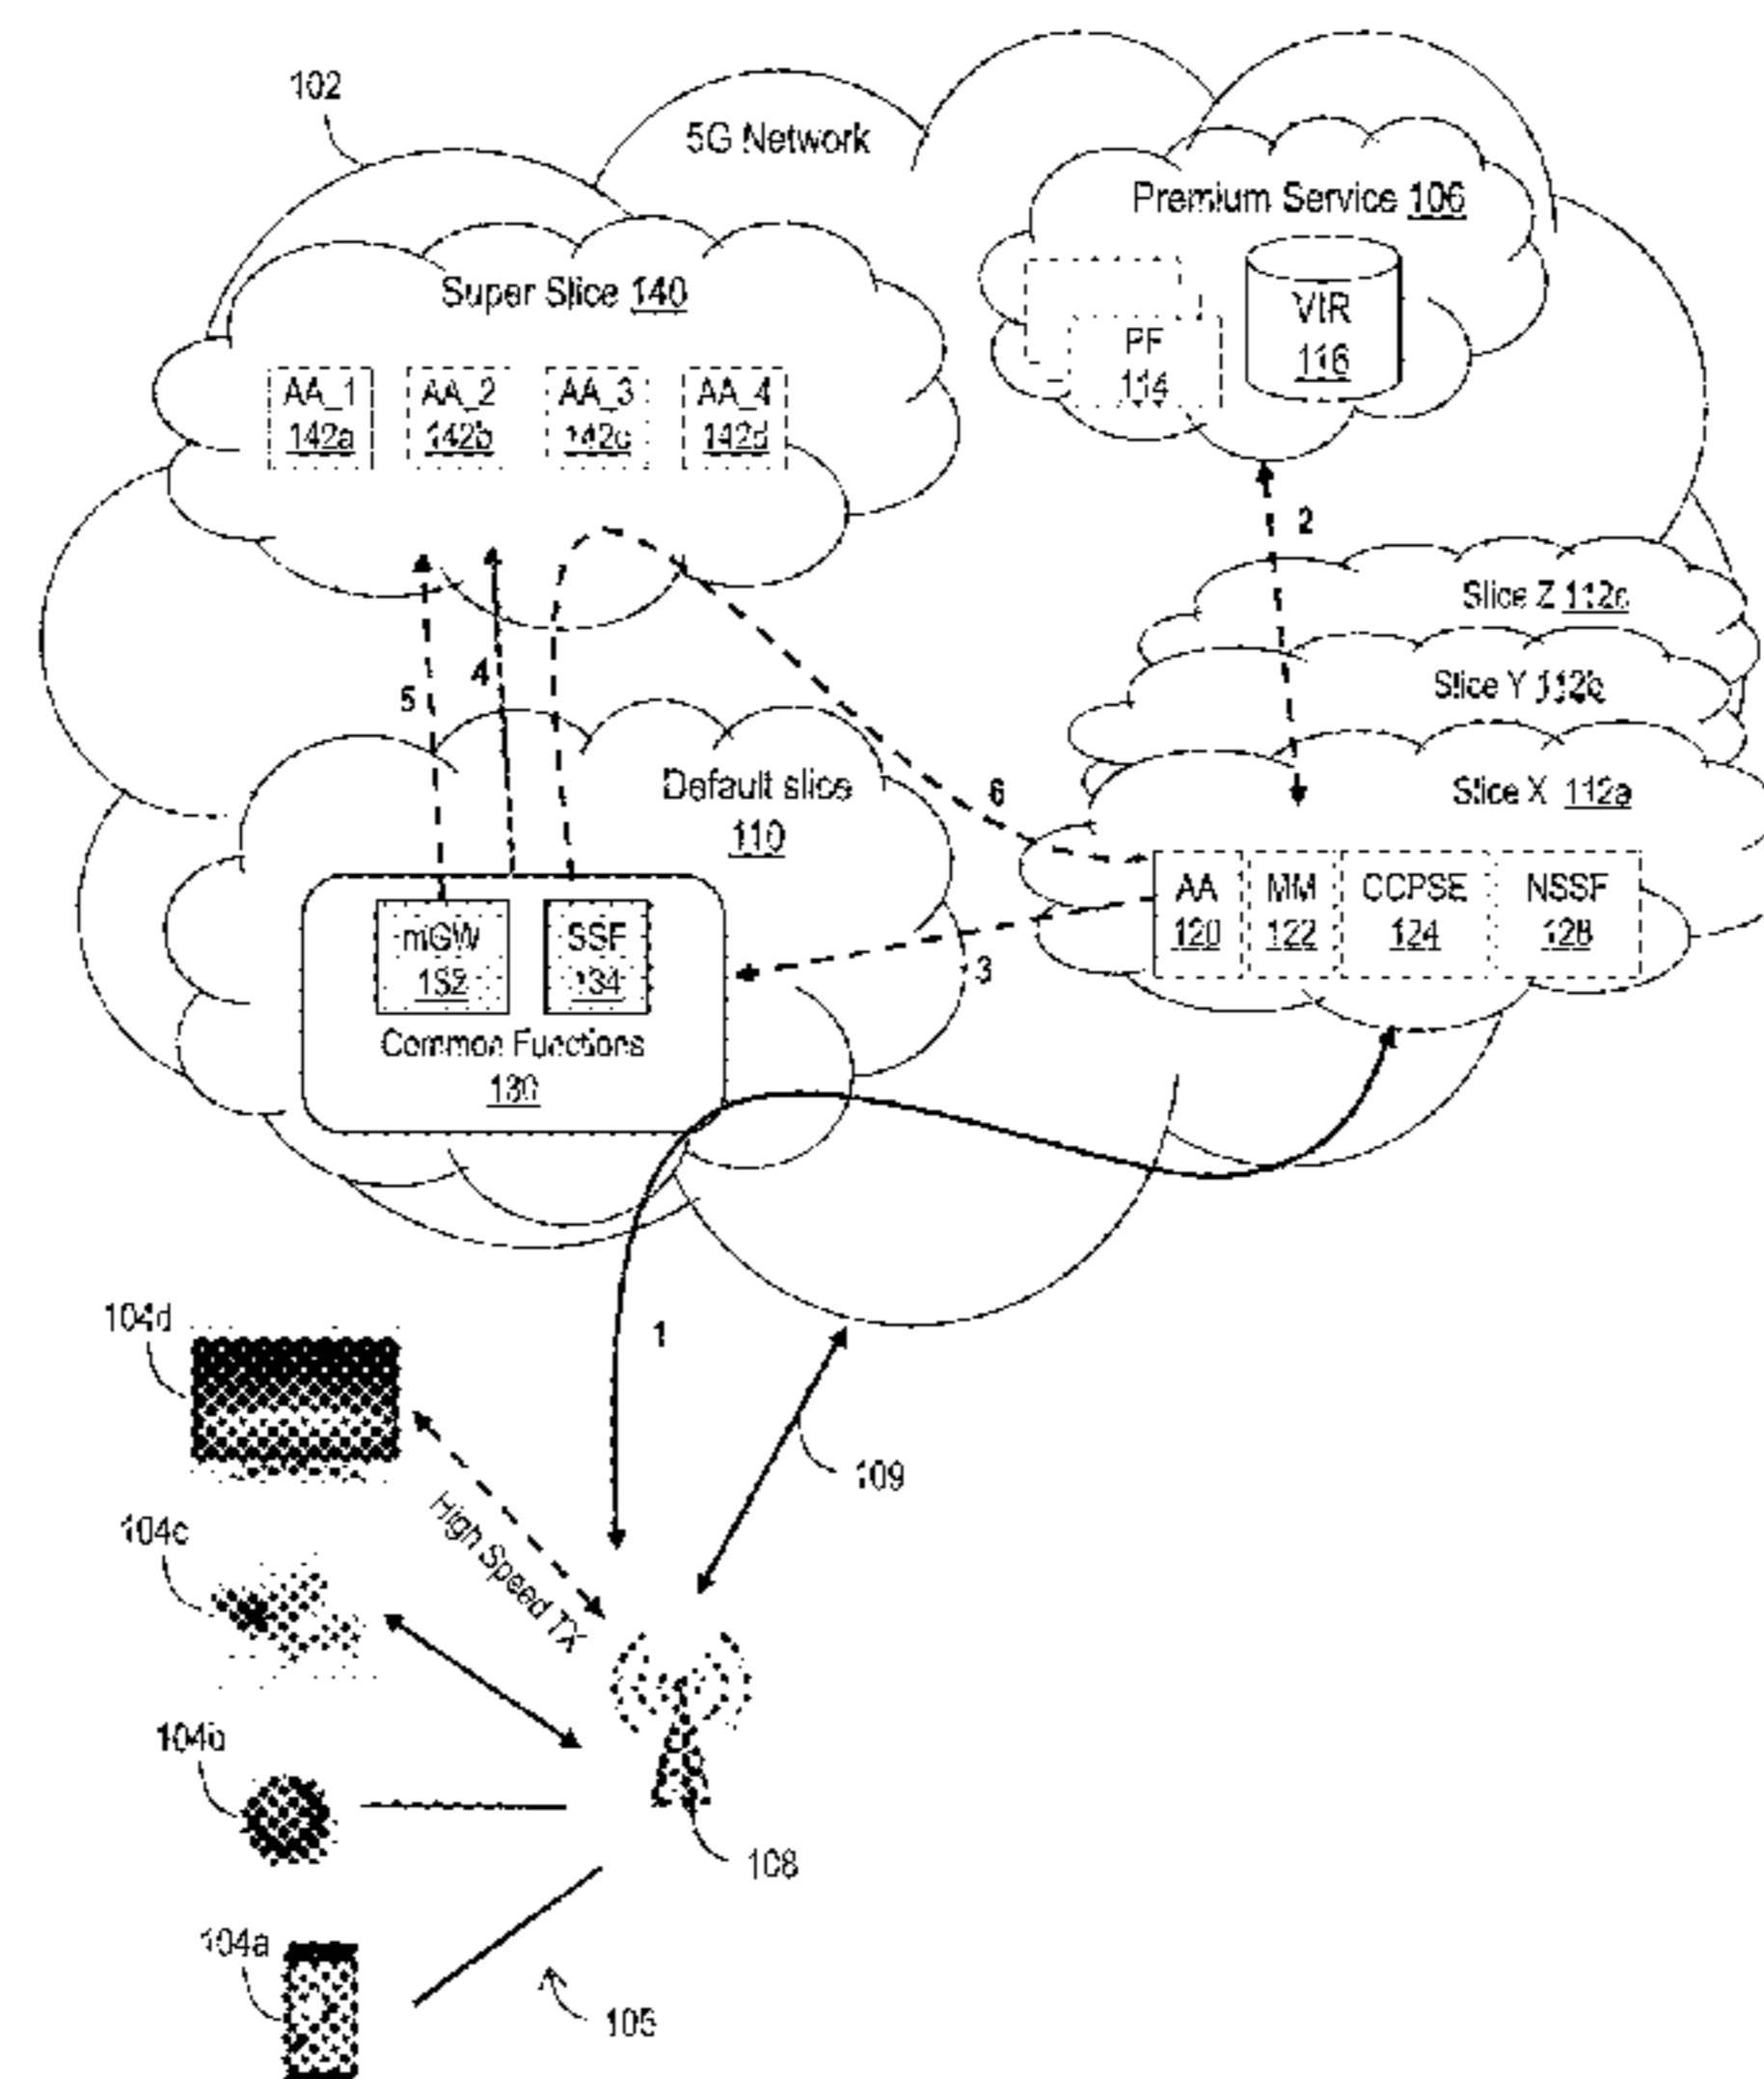 102
5G Network
Premium Service 106
Super Slice 140
VIR
116
PF
114
AA_1
142a
AA_2
142b
AA_3
142c
AA_4
142d
2
Slice Z 112c
5
4
Slice Y 112b
Default slice
110
6
Slice X 112a
mGW
132
SSF
134
AA
120
MM
122
CCPSE
124
NSSF
128
3
Common Functions
130
104d
1
High Speed TX
109
104c
104b
108
104a
105